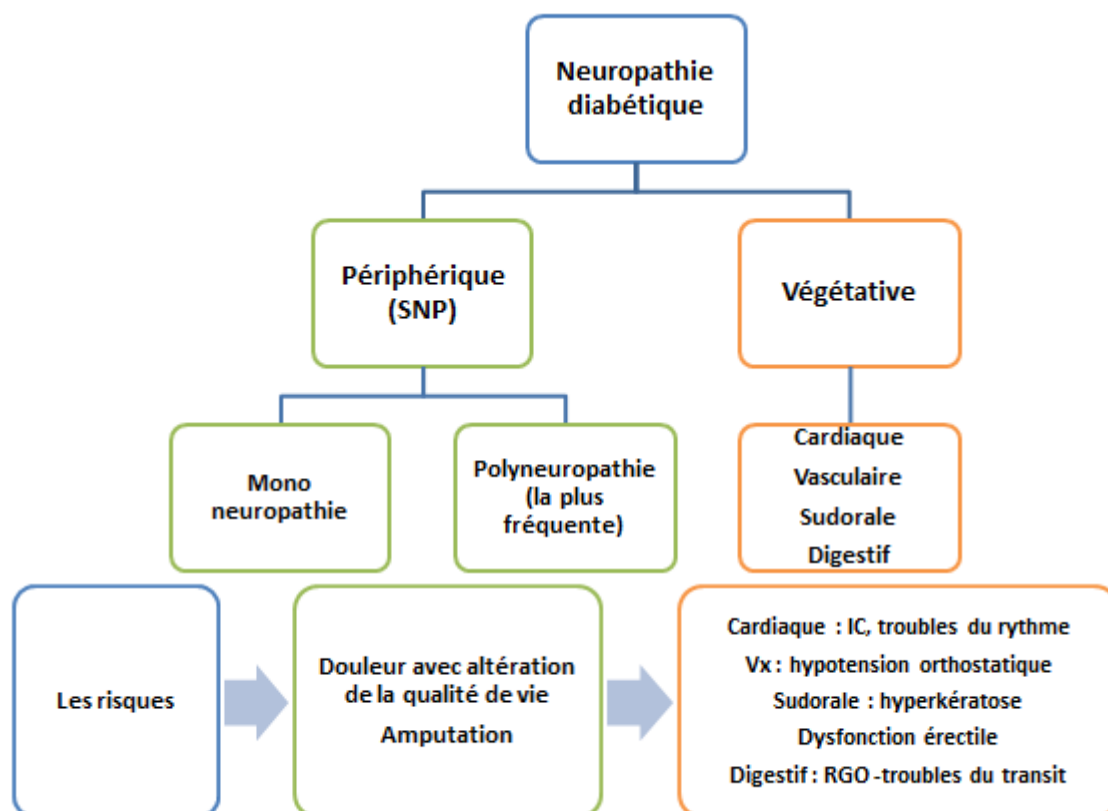 Neuropathie
diabétique
Périphérique
(SNP)
Végétative
Mono
neuropathie
Polyneuropathie
(la plus
fréquente)
Cardiaque
Vasculaire
Sudorale
Digestif
Les risques
Douleur avec altération
de la qualité de vie
Amputation
Cardiaque : IC, troubles du rythme
Vx : hypotension orthostatique
Sudorale : hyperkératose
Dysfonction érectile
Digestif : RGO -troubles du transit